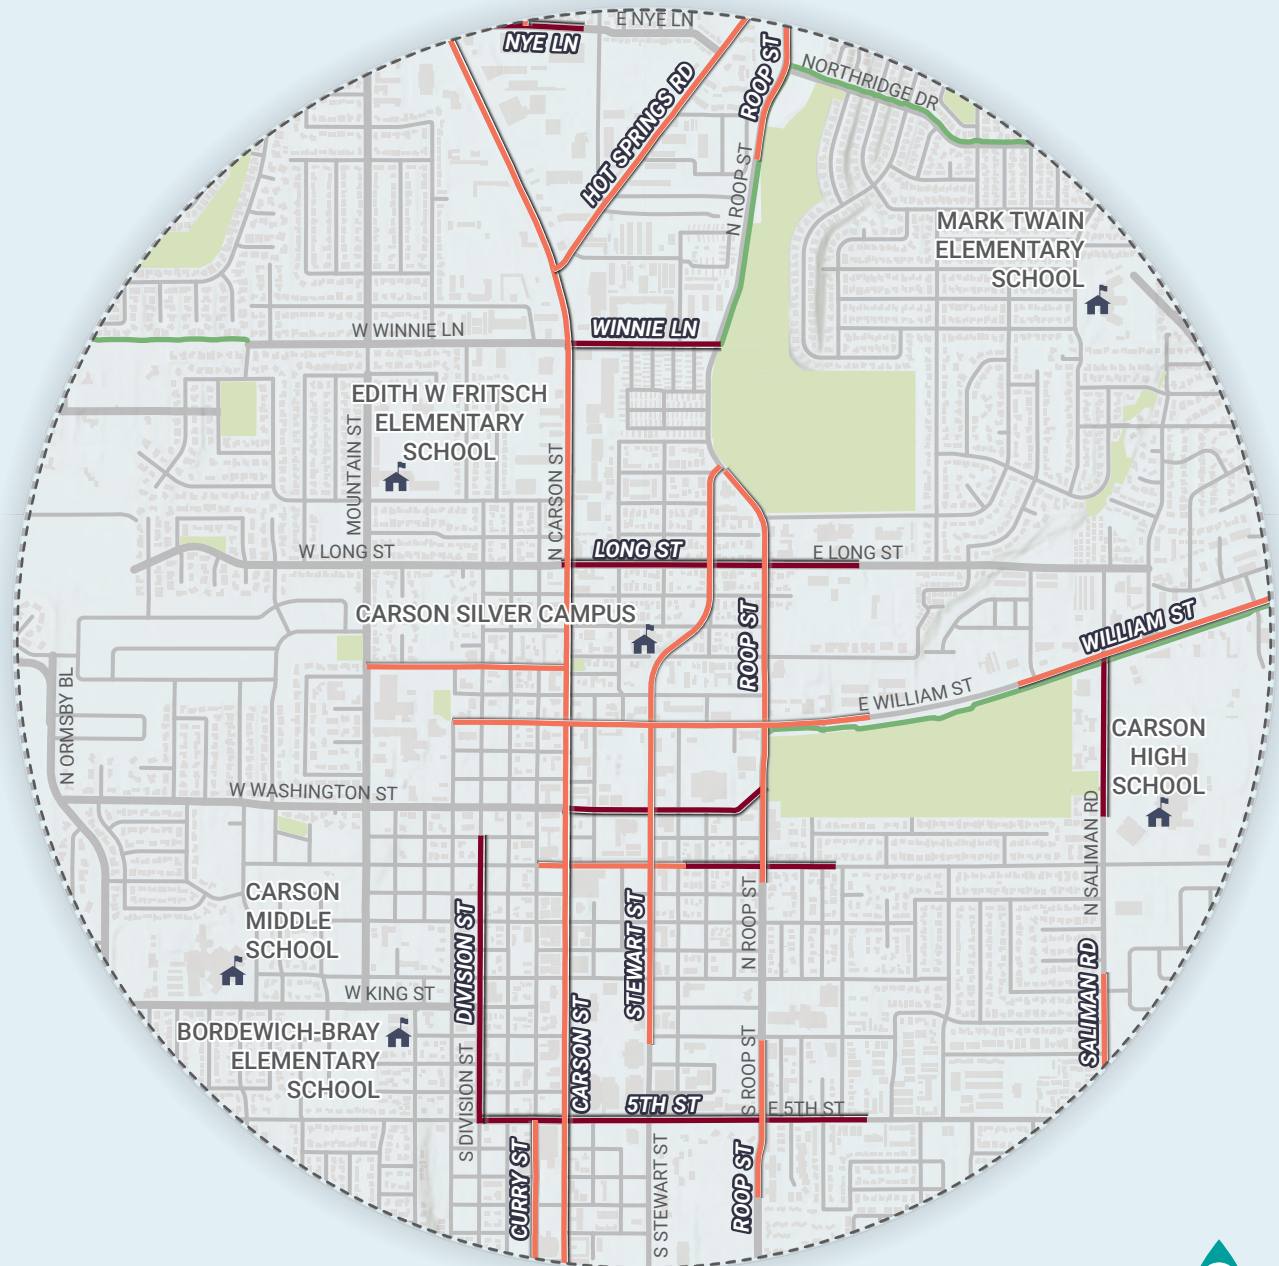 E NYE LN
NYE LN
HOT SPRINGS RD
ROOP ST
NORTHRIDGE DR
N ROOP ST
MARK TWAIN
ELEMENTARY
SCHOOL
W WINNIE LN
WINNIE LN
EDITH W FRITSCH
ELEMENTARY
SCHOOL
MOUNTAIN ST
N CARSON ST
W LONG ST
LONG ST
E LONG ST
CARSON SILVER CAMPUS
ROOP ST
WILLIAM ST
E WILLIAM ST
N ORMSBY BL
CARSON
HIGH
SCHOOL
W WASHINGTON ST
N SALIMAN RD
CARSON
MIDDLE
SCHOOL
DIVISION ST
STEWART ST
N ROOP ST
SALIMAN RD
W KING ST
CARSON ST
BORDEWICH-BRAY
ELEMENTARY
SCHOOL
S DIVISION ST
S ROOP ST
5TH ST
E 5TH ST
CURRY ST
S STEWART ST
ROOP ST